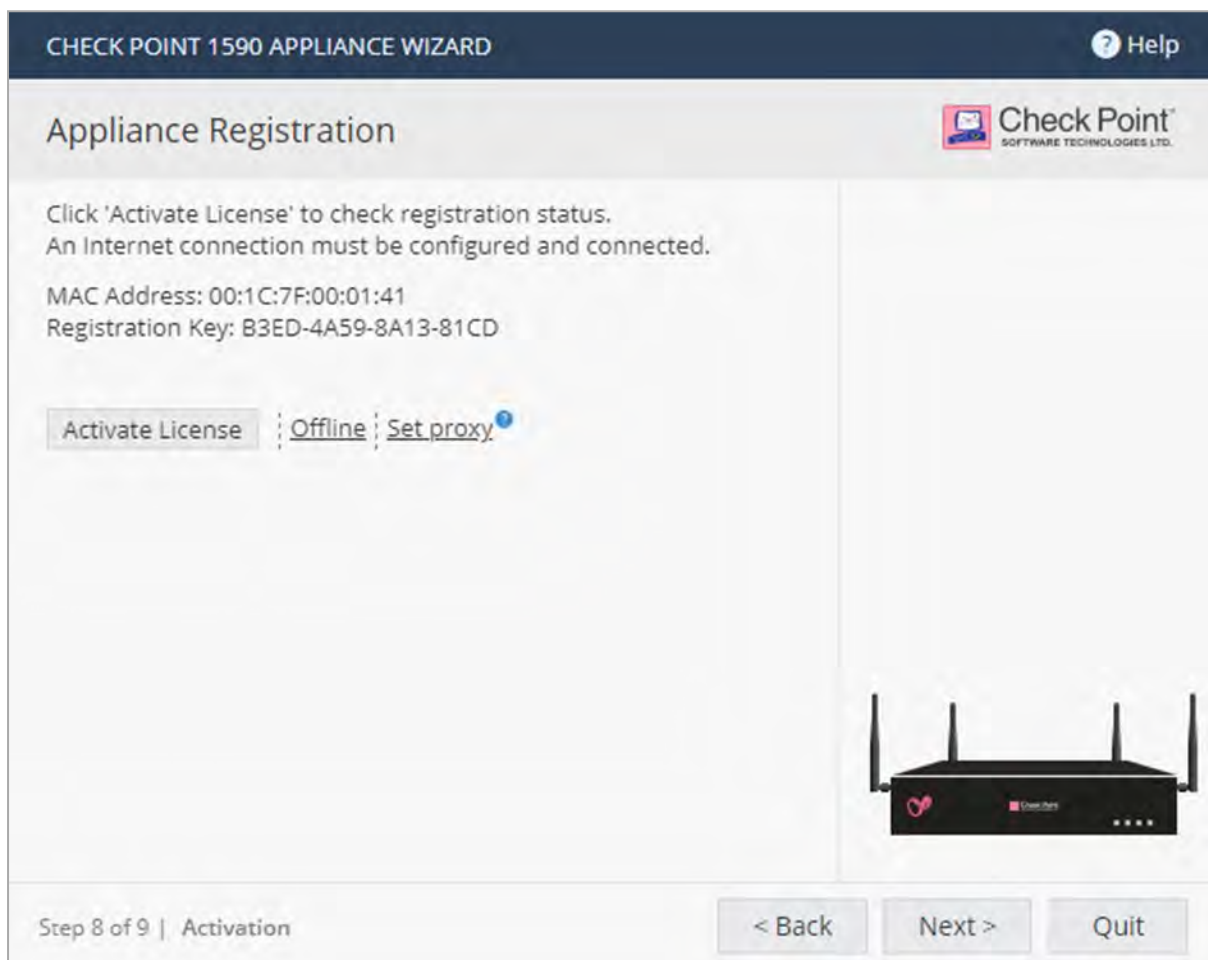 CHECK POINT 1590 APPLIANCE WIZARD
? Help
Appliance Registration
Check Point
SOFTWARE TECHNOLOGIES LTD.
Click 'Activate License' to check registration status.
An Internet connection must be configured and connected.
MAC Address: 00:1C:7F:00:01:41
Registration Key: B3ED-4A59-8A13-81CD
Activate License Offline Set proxy ?
Check Point
Step 8 of 9 | Activation
< Back Next > Quit